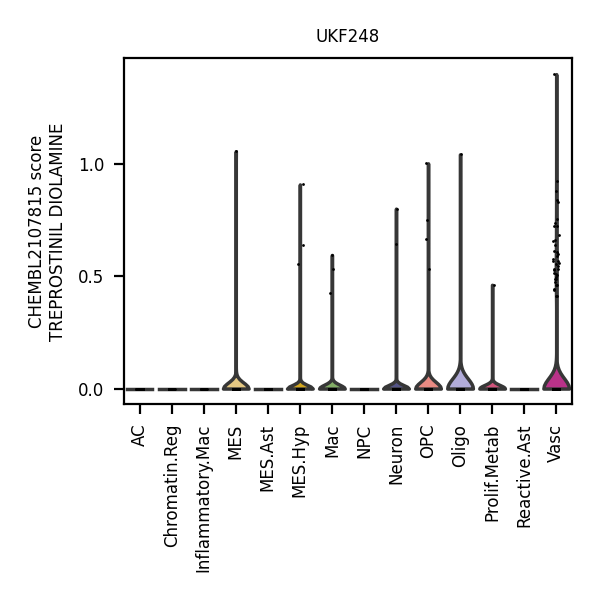 UKF248
CHEMBL2107815 score
TREPROSTINIL DIOLAMINE
1.0
0.5
0.0
AC
Chromatin.Reg
Inflammatory.Mac
MES
MES.Ast
MES.Hyp
Mac
NPC
Neuron
OPC
Oligo
Prolif.Metab
Reactive.Ast
Vasc